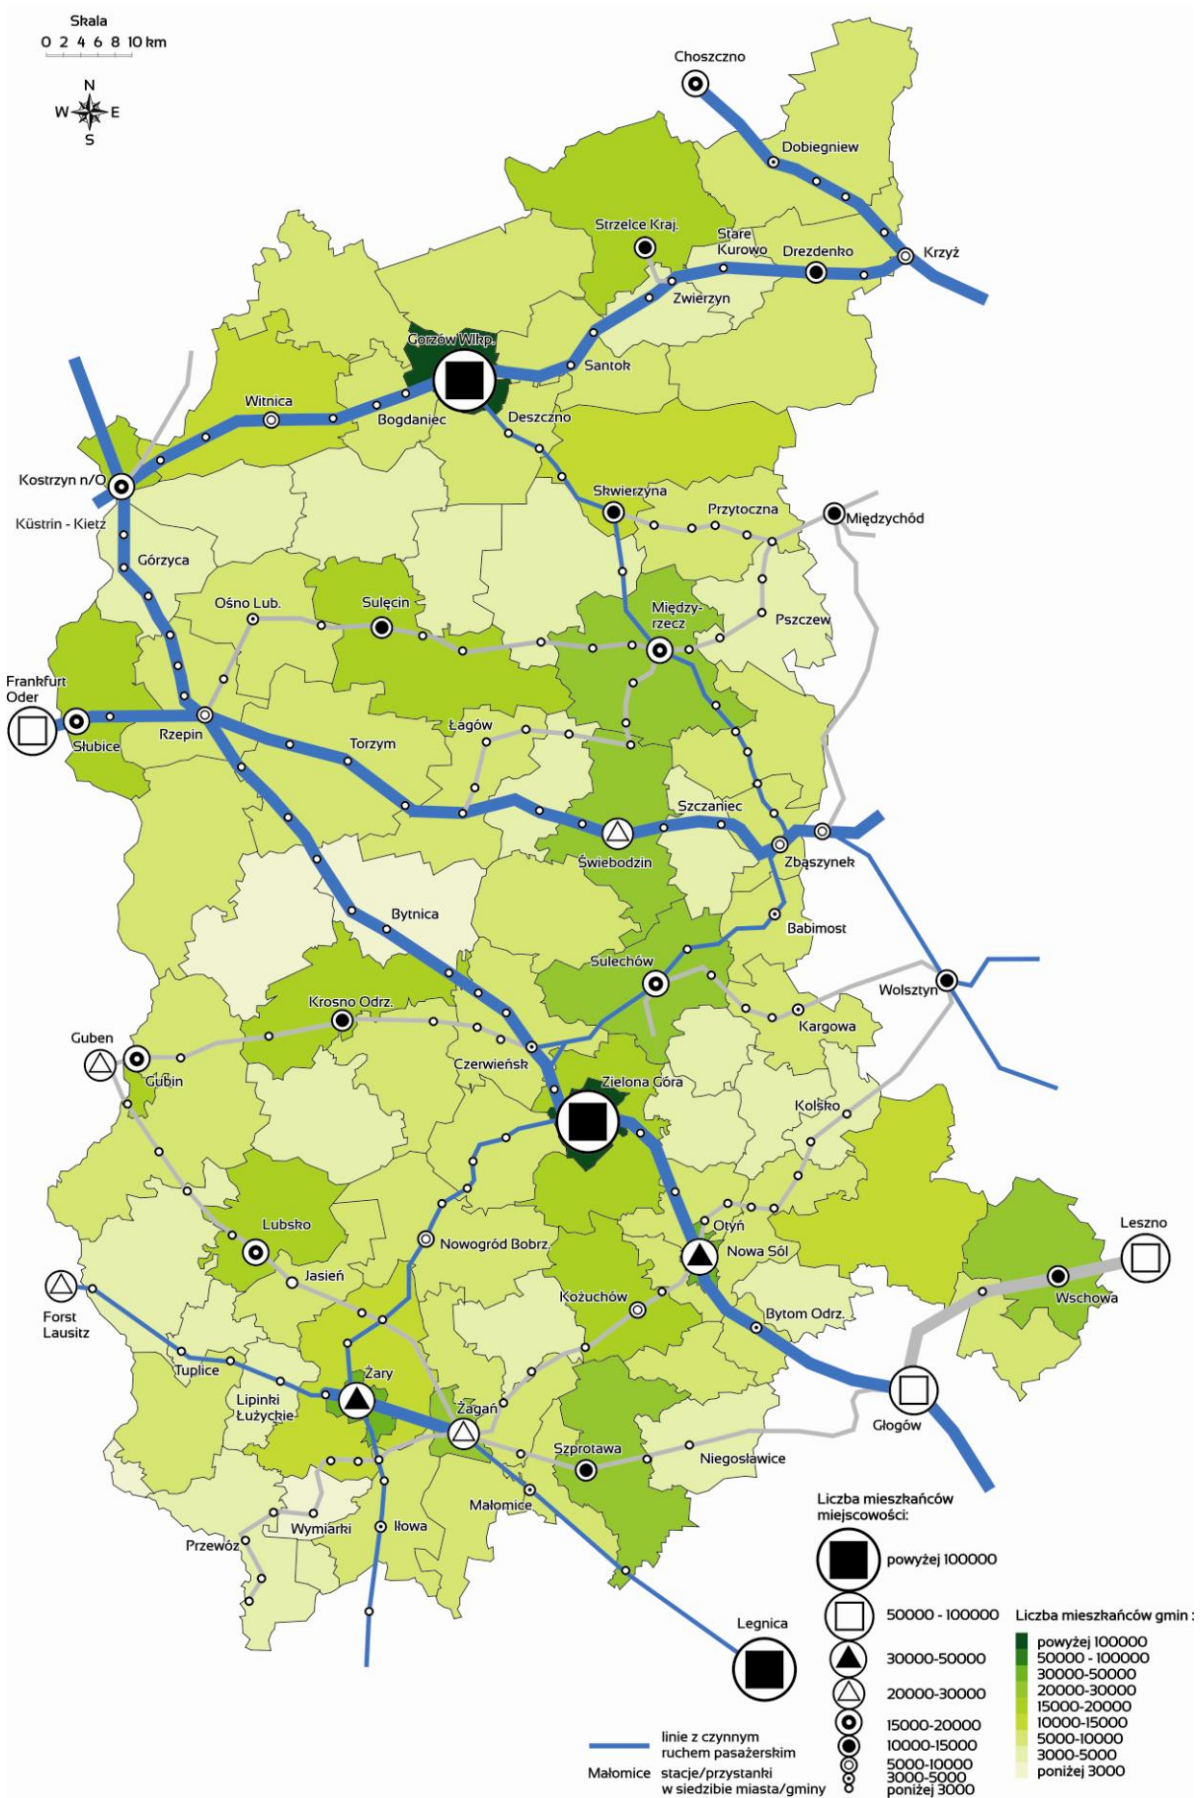 Skala
0 2 4 6 8 10 km
N
W E
S
Choszczno
Dobiegniew
Strzelce Kraj.
Stare
Kurowo
Drezdenko
Krzyż
Zwierzyn
Gorzów Wlkp.
Santok
Witnica
Bogdaniec
Deszczno
Kostrzyn n/O
Küstrin - Kietz
Skwierzyna
Przytoczna
Międzychód
Górzyca
Ośno Lub.
Sulęcin
Między-
rzecz
Pszczew
Frankfurt
Oder
Słubice
Rzepin
Torzym
Łagów
Szczaniec
Świebodzin
Zbąszynek
Bytnica
Babimost
Sulechów
Wolsztyn
Krosno Odrz.
Kargowa
Guben
Gubin
Czerwieńsk
Zielona Góra
Kolsko
Lubsko
Nowogród Bobrz.
Otyń
Nowa Sól
Leszno
Jasień
Kożuchów
Wschowa
Forst
Lausitz
Bytom Odrz.
Tuplice
Żary
Lipinki
Łużyckie
Żagań
Głogów
Szprotawa
Niegosławice
Małomice
Wymiarki
Iłowa
Przewóz
Legnica
Liczba mieszkańców
miejscowości:
powyżej 100000
50000 - 100000
30000-50000
20000-30000
15000-20000
10000-15000
5000-10000
3000-5000
poniżej 3000
Liczba mieszkańców gmin :
powyżej 100000
50000 - 100000
30000-50000
20000-30000
15000-20000
10000-15000
5000-10000
3000-5000
poniżej 3000
linie z czynnym
ruchem pasażerskim
Małomice stacje/przystanki
w siedzibie miasta/gminy